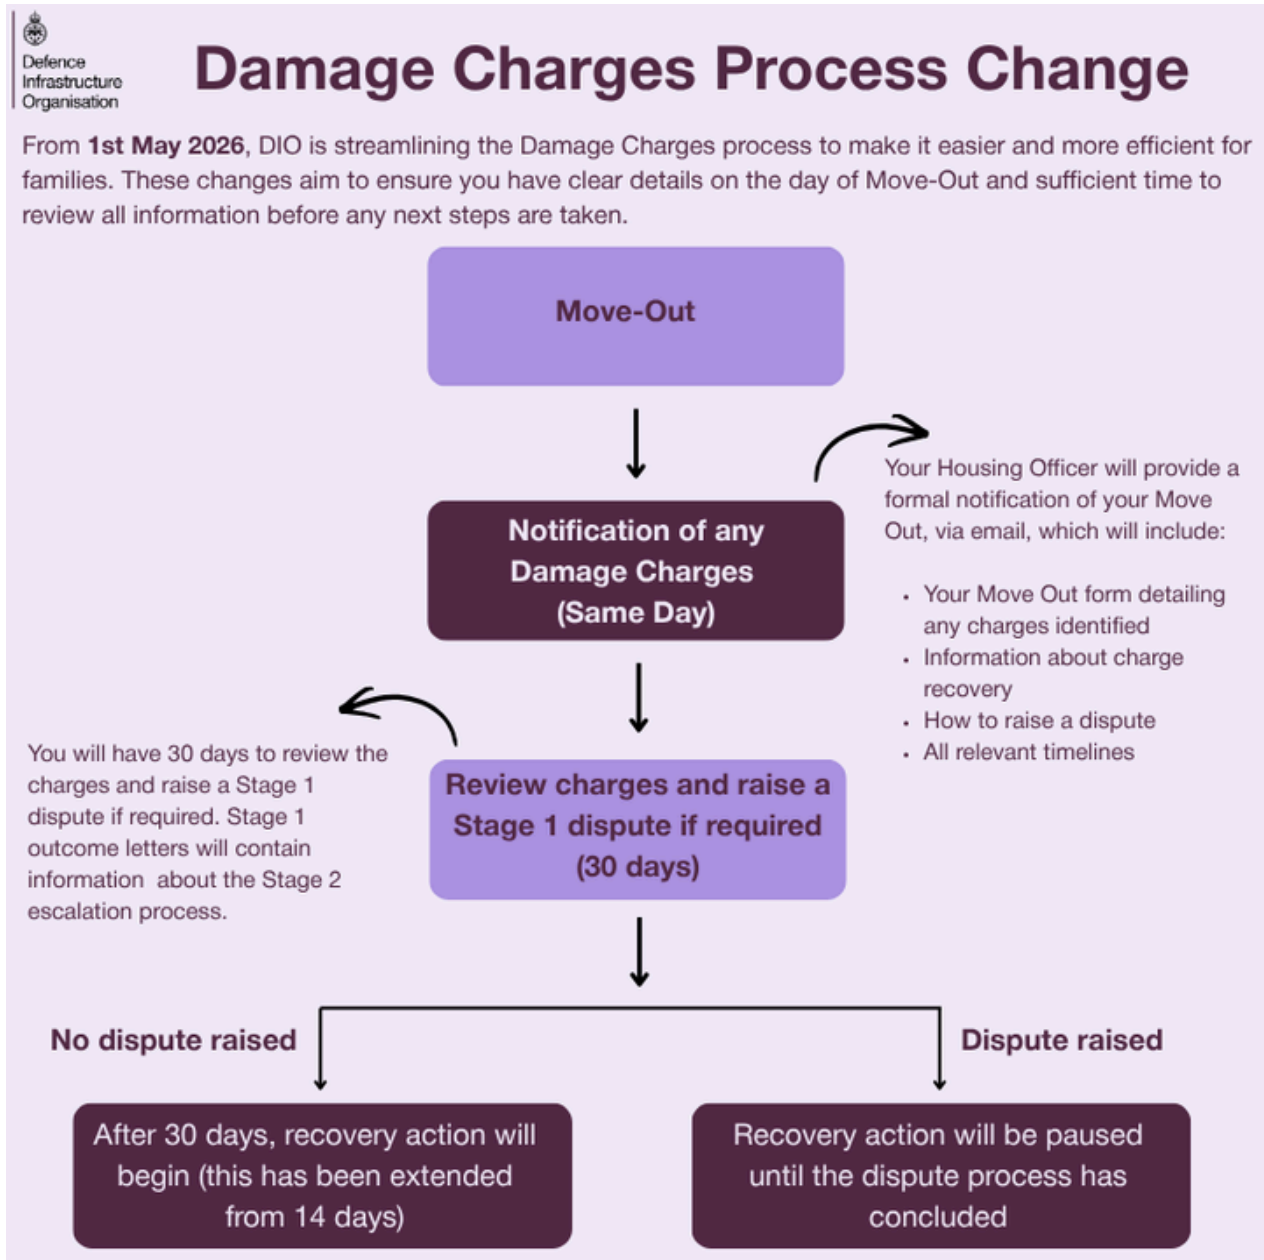 Defence
Infrastructure
Organisation
Damage Charges Process Change
From 1st May 2026, DIO is streamlining the Damage Charges process to make it easier and more efficient for
families. These changes aim to ensure you have clear details on the day of Move-Out and sufficient time to
review all information before any next steps are taken.
Move-Out
Notification of any
Damage Charges
(Same Day)
Your Housing Officer will provide a
formal notification of your Move
Out, via email, which will include:
• Your Move Out form detailing
any charges identified
• Information about charge
recovery
• How to raise a dispute
• All relevant timelines
Review charges and raise a
Stage 1 dispute if required
(30 days)
You will have 30 days to review the
charges and raise a Stage 1
dispute if required. Stage 1
outcome letters will contain
information about the Stage 2
escalation process.
No dispute raised
After 30 days, recovery action will
begin (this has been extended
from 14 days)
Dispute raised
Recovery action will be paused
until the dispute process has
concluded